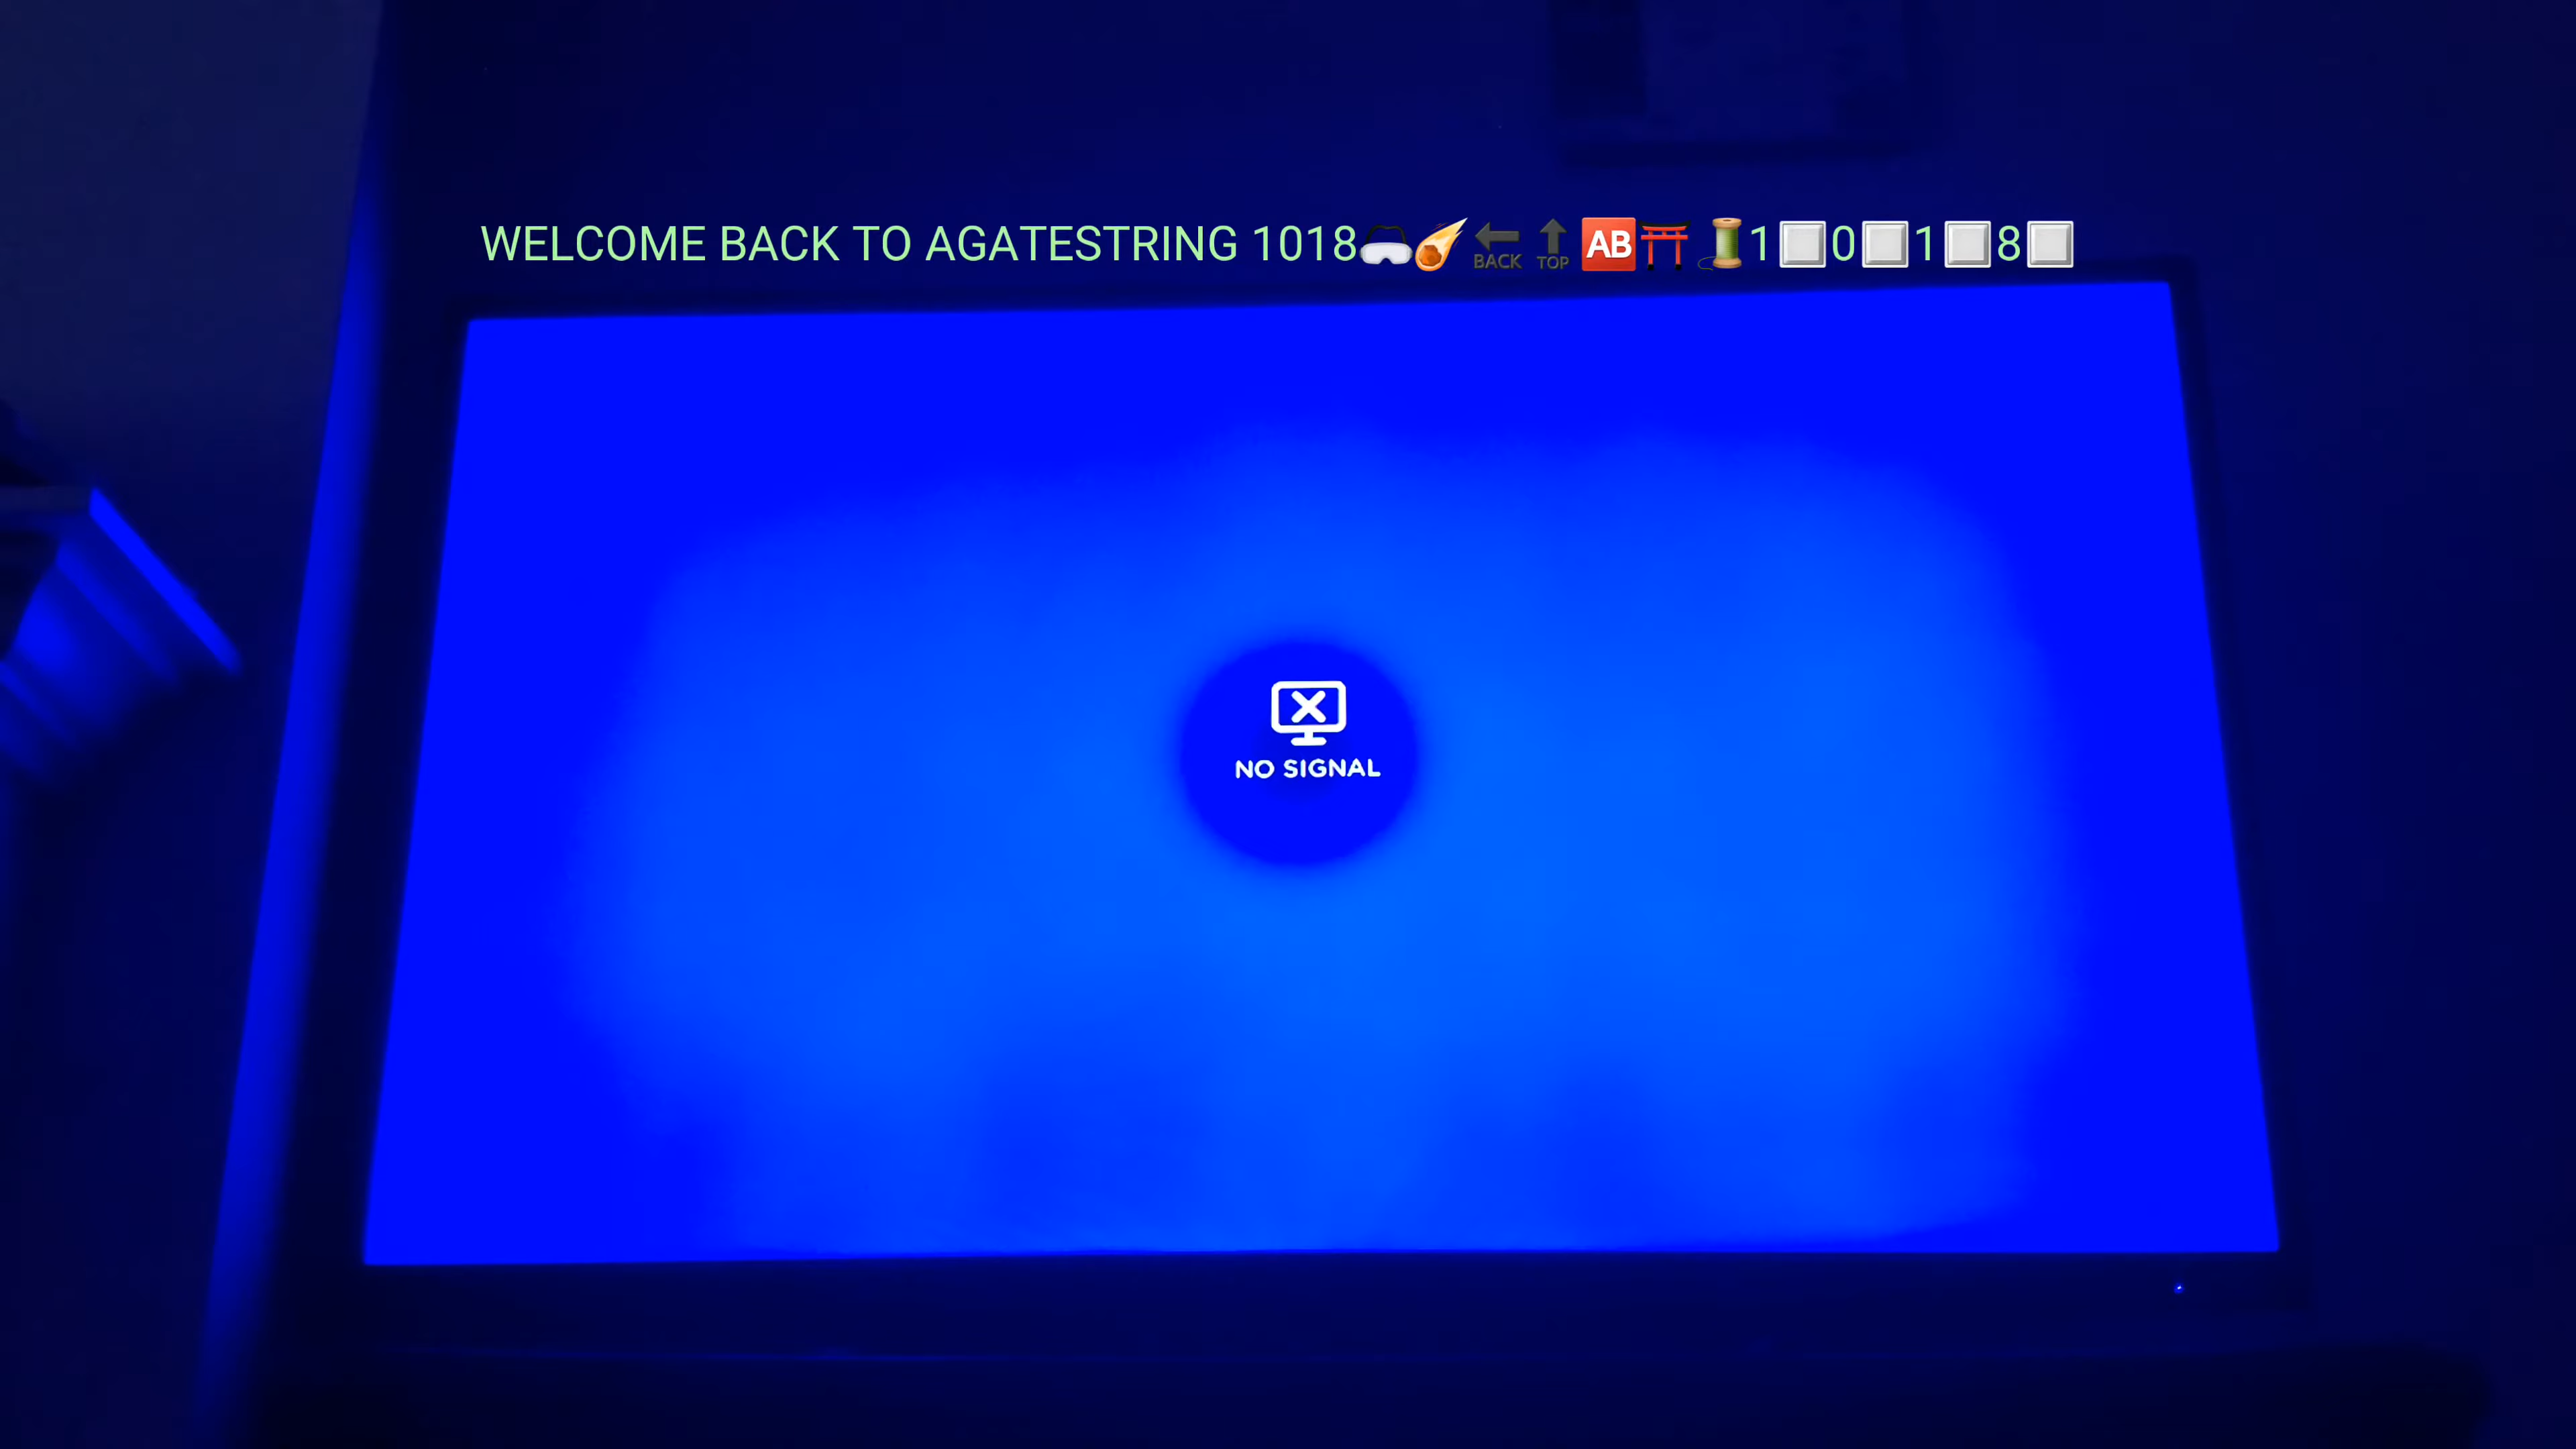 WELCOME BACK TO AGATESTRING 1018🥽☄️🔙🔝🆎⛩️🧵1⬜0⬜1⬜8⬜
NO SIGNAL